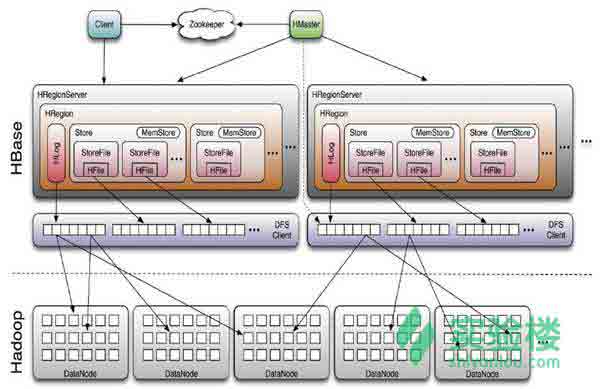 Client
Zookeeper
HMaster
HBase
HRegionServer
HRegion
HLog
Store
MemStore
StoreFile
HFile
StoreFile
HFile
...
Store
MemStore
StoreFile
HFile
...
...
HRegionServer
HRegion
HLog
Store
MemStore
StoreFile
HFile
StoreFile
HFile
...
Store
MemStore
StoreFile
HFile
...
...
...
...
DFS
Client
...
DFS
Client
Hadoop
DataNode
DataNode
DataNode
DataNode
DataNode
...
实验楼
shiyanlou.com